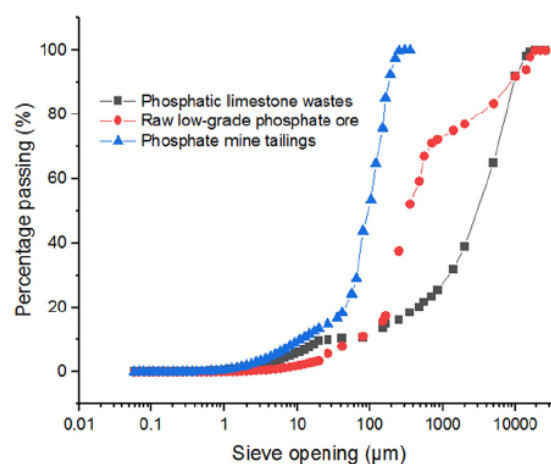 100
80
60
40
20
0
Percentage passing (%)
Phosphatic limestone wastes
Raw low-grade phosphate ore
Phosphate mine tailings
0.01 0.1 1 10 100 1000 10000
Sieve opening (μm)